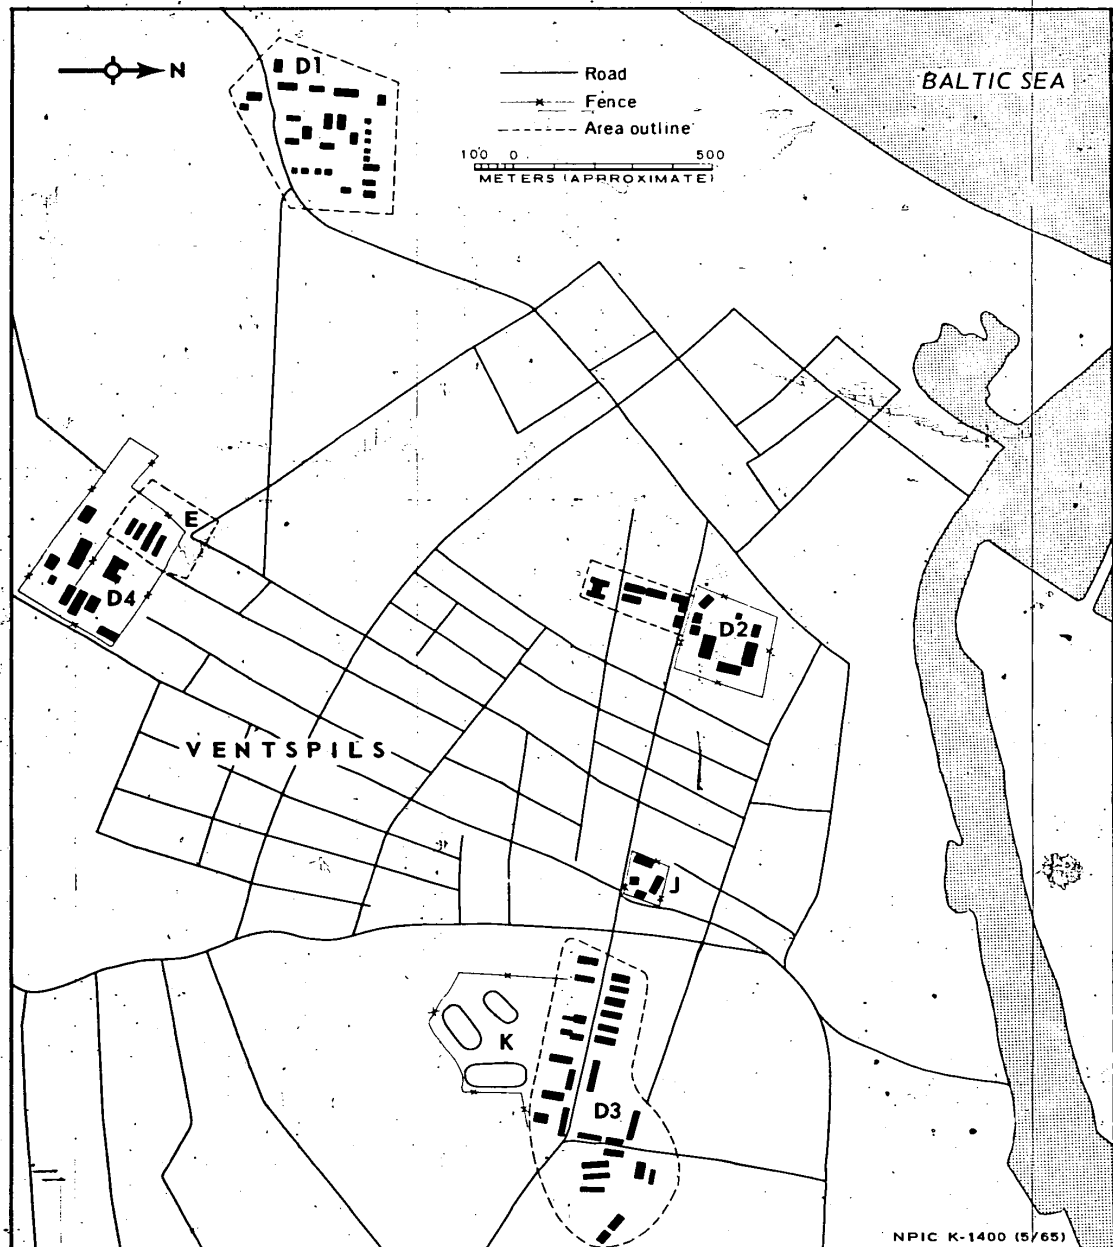 D1
N
Road
Fence
Area outline
BALTIC SEA
100 0 500
METERS (APPROXIMATE)
E
D4
D2
VENTSPILS
J
K
D3
NPIC K-1400 (5/65)